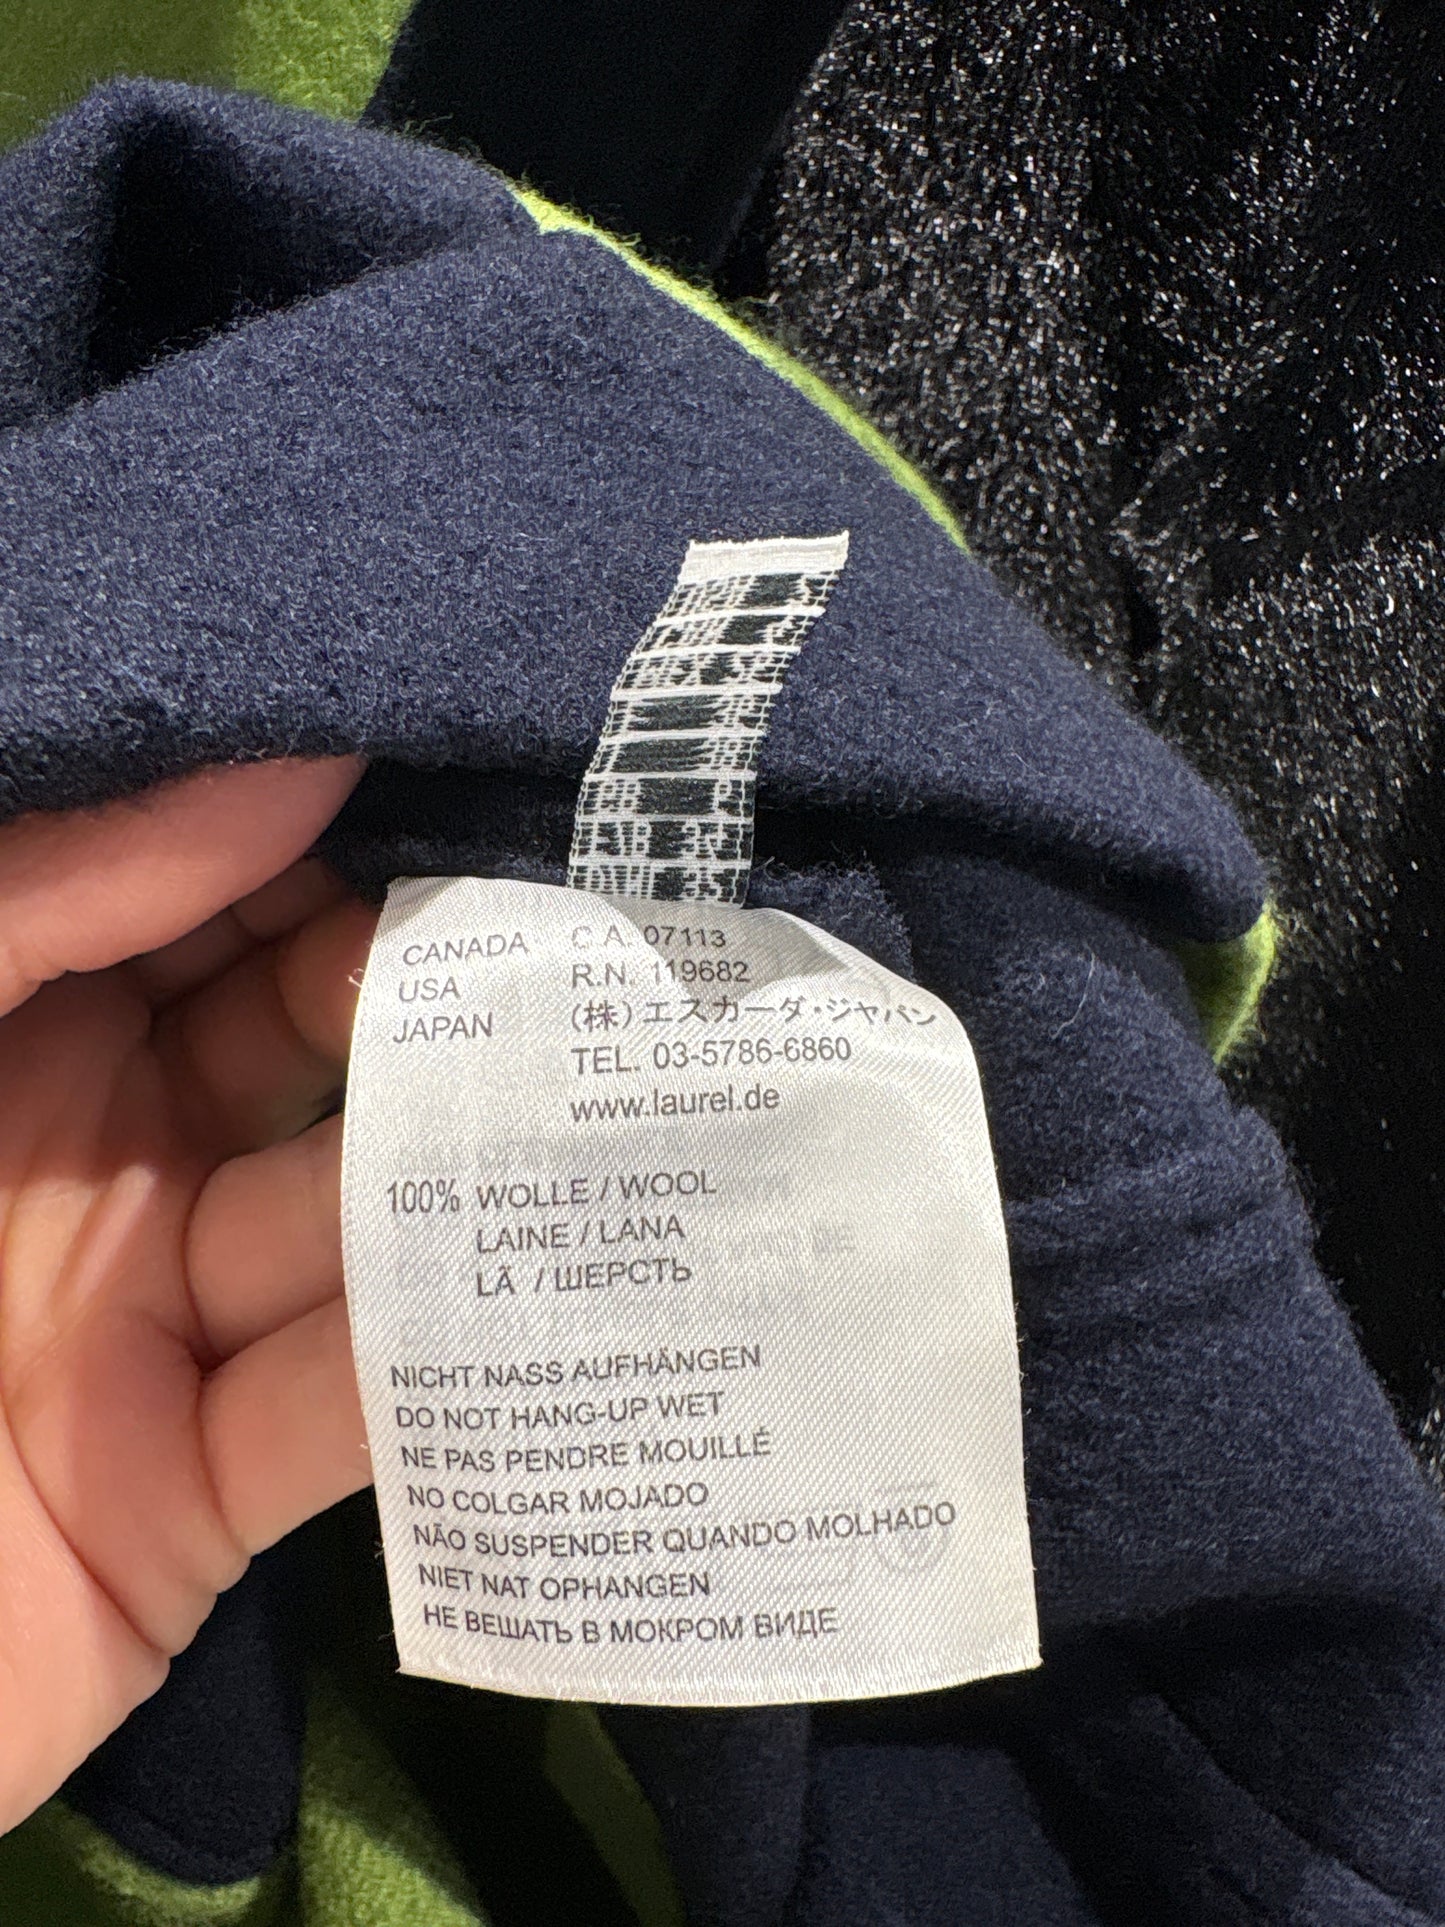 CANADA C.A. 07113
USA R.N. 119682
JAPAN (株)エスカーダ・ジャパン
TEL. 03-5786-6860
www.laurel.de
100% WOLLE / WOOL
LAINE / LANA
LÃ / ШЕРСТЬ
NICHT NASS AUFHÄNGEN
DO NOT HANG-UP WET
NE PAS PENDRE MOUILLÉ
NO COLGAR MOJADO
NÃO SUSPENDER QUANDO MOLHADO
NIET NAT OPHANGEN
НЕ ВЕШАТЬ В МОКРОМ ВИДЕ